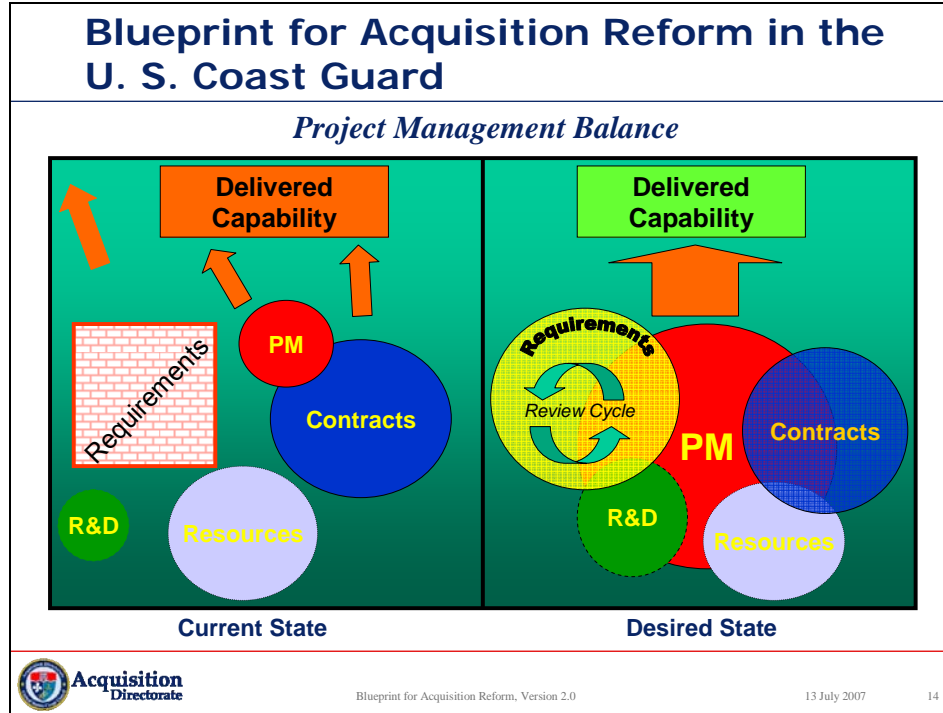 Blueprint for Acquisition Reform in the
U. S. Coast Guard
Project Management Balance
Delivered
Capability
PM
Requirements
Contracts
R&D
Resources
Current State
Delivered
Capability
Requirements
Review Cycle
PM
Contracts
R&D
Resources
Desired State
Acquisition
Directorate
Blueprint for Acquisition Reform, Version 2.0
13 July 2007
14